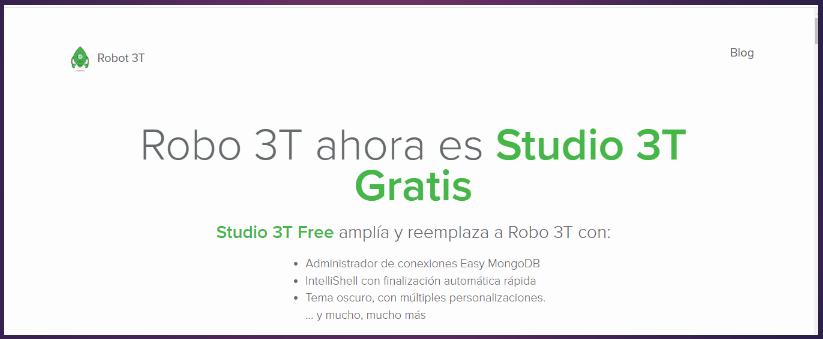 Robot 3T
Blog
Robo 3T ahora es Studio 3T
Gratis
Studio 3T Free amplía y reemplaza a Robo 3T con:
• Administrador de conexiones Easy MongoDB
• IntelliShell con finalización automática rápida
• Tema oscuro, con múltiples personalizaciones.
... y mucho, mucho más